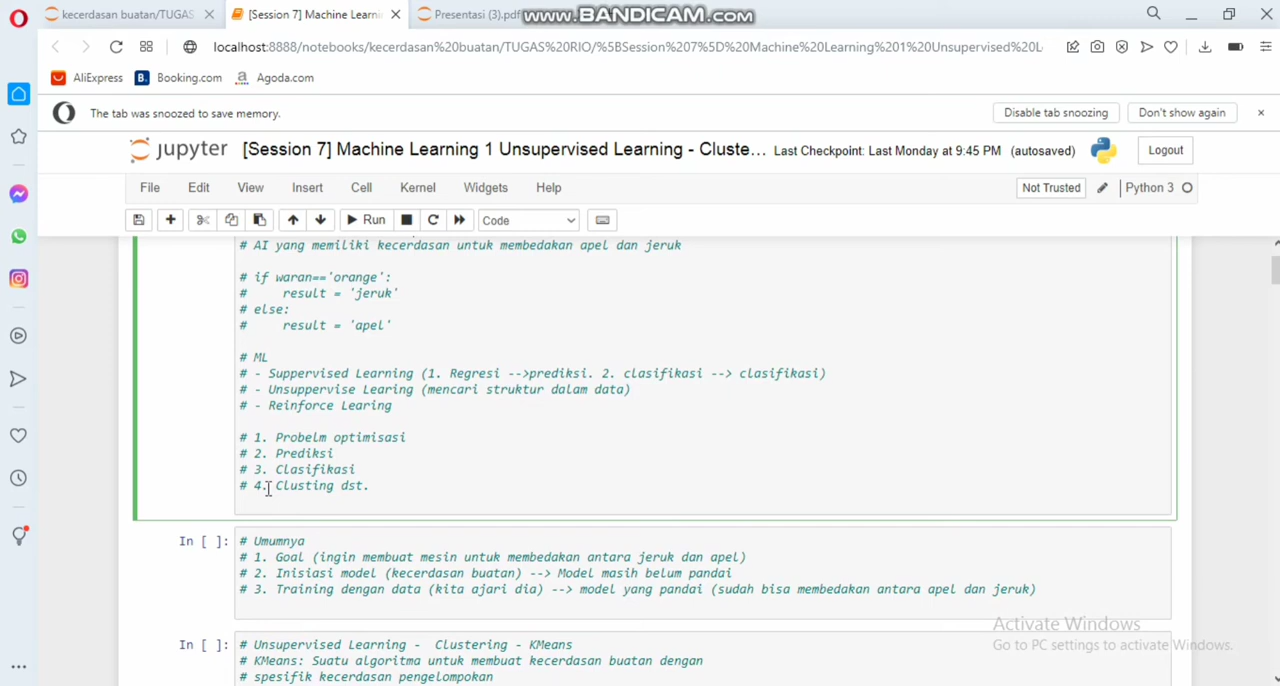 kecerdasan buatan/TUGAS
[Session 7] Machine Learni
Presentasi (3).pdf
www.BANDICAM.com
localhost:8888/notebooks/kecerdasan%20buatan/TUGAS%20RIO/%5BSession%207%5D%20Machine%20Learning%201%20Unsupervised%20L
AliExpress
Booking.com
Agoda.com
The tab was snoozed to save memory.
Disable tab snoozing
Don't show again
jupyter
[Session 7] Machine Learning 1 Unsupervised Learning - Cluste...
Last Checkpoint: Last Monday at 9:45 PM (autosaved)
Logout
File Edit View Insert Cell Kernel Widgets Help
Not Trusted
Python 3
Run
Code
# AI yang memiliki kecerdasan untuk membedakan apel dan jeruk
# if waran=='orange':
#     result = 'jeruk'
# else:
#     result = 'apel'
# ML
# - Suppervised Learning (1. Regresi -->prediksi. 2. clasifikasi --> clasifikasi)
# - Unsuppervise Learing (mencari struktur dalam data)
# - Reinforce Learing
# 1. Probelm optimisasi
# 2. Prediksi
# 3. Clasifikasi
# 4. Clusting dst.
In [ ]:
# Umumnya
# 1. Goal (ingin membuat mesin untuk membedakan antara jeruk dan apel)
# 2. Inisiasi model (kecerdasan buatan) --> Model masih belum pandai
# 3. Training dengan data (kita ajari dia) --> model yang pandai (sudah bisa membedakan antara apel dan jeruk)
Activate Windows
Go to PC settings to activate Windows.
In [ ]:
# Unsupervised Learning -  Clustering - KMeans
# KMeans: Suatu algoritma untuk membuat kecerdasan buatan dengan
# spesifik kecerdasan pengelompokan